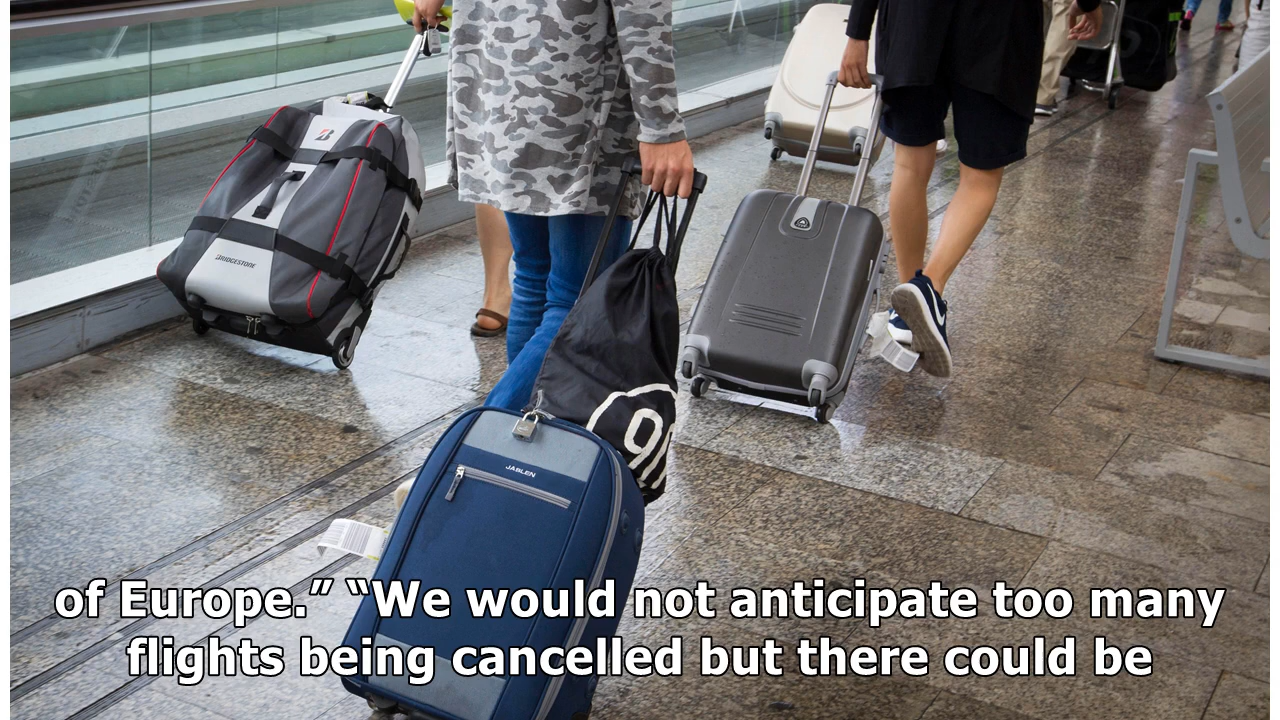 BRIDGESTONE
JABLEN
of Europe.” “We would not anticipate too many
flights being cancelled but there could be